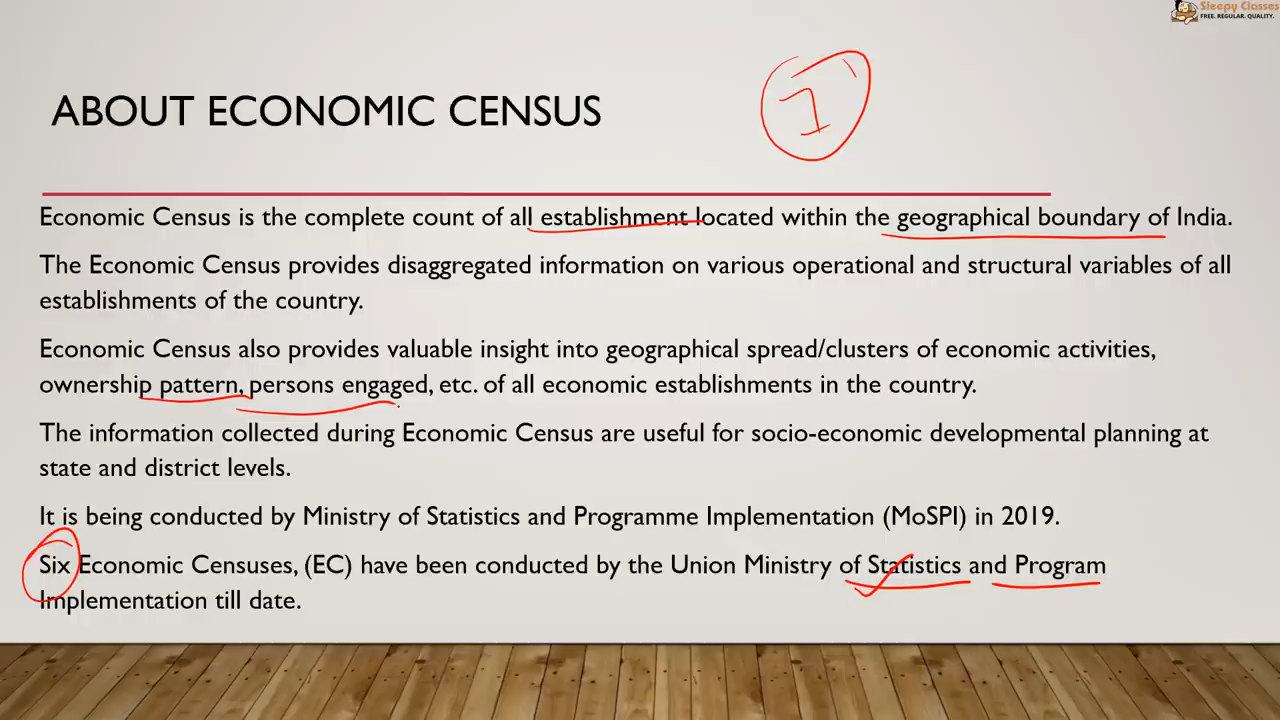 Sleepy Classes
FREE. REGULAR. QUALITY.
7
ABOUT ECONOMIC CENSUS
Economic Census is the complete count of all establishment located within the geographical boundary of India.
The Economic Census provides disaggregated information on various operational and structural variables of all
establishments of the country.
Economic Census also provides valuable insight into geographical spread/clusters of economic activities,
ownership pattern, persons engaged, etc. of all economic establishments in the country.
The information collected during Economic Census are useful for socio-economic developmental planning at
state and district levels.
It is being conducted by Ministry of Statistics and Programme Implementation (MoSPI) in 2019.
Six Economic Censuses, (EC) have been conducted by the Union Ministry of Statistics and Program
Implementation till date.